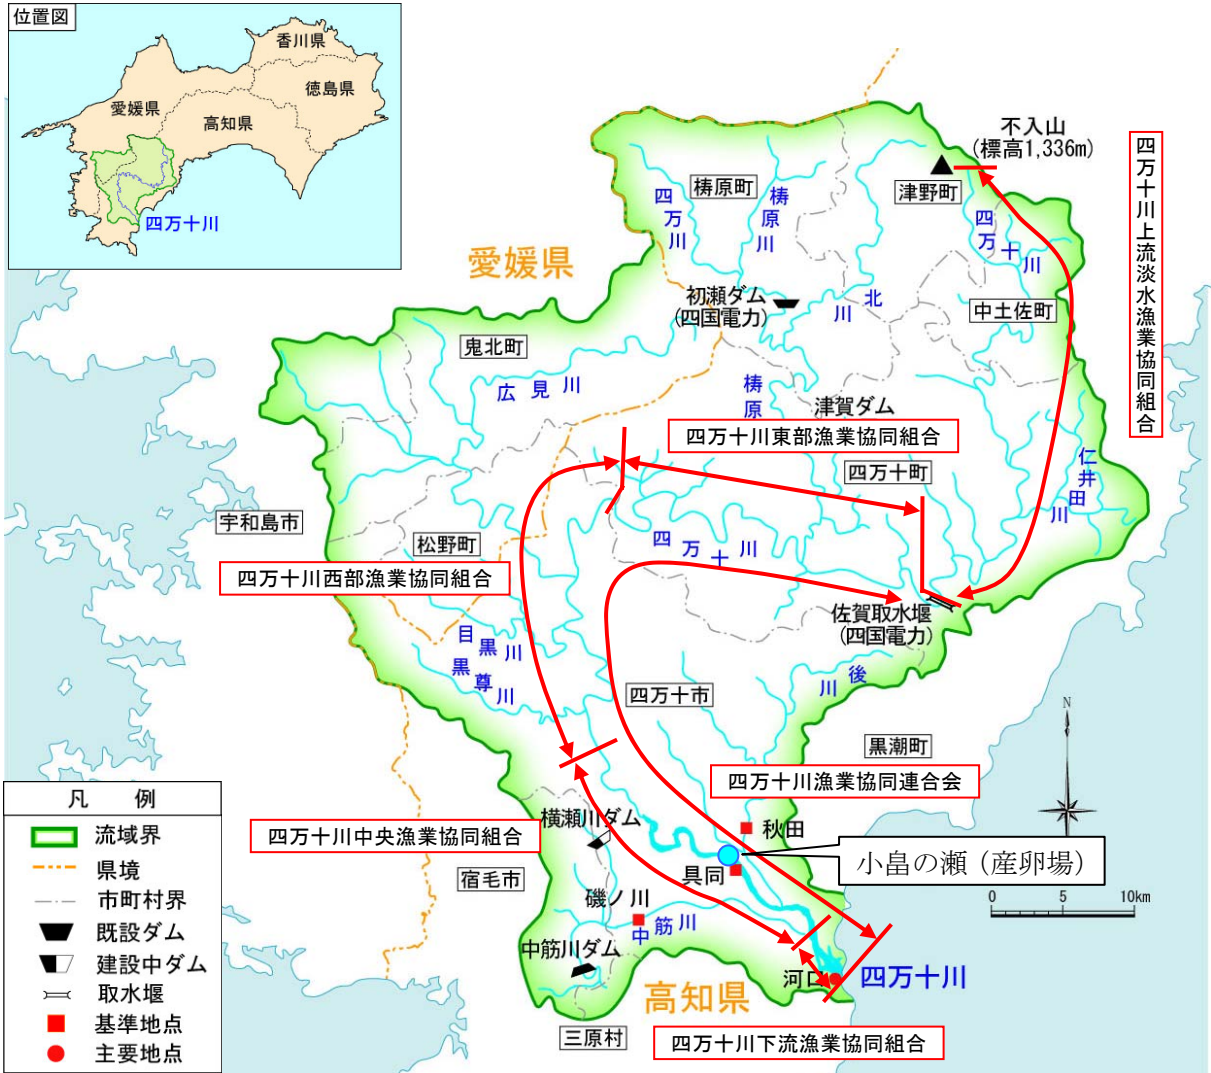 位置図
香川県
徳島県
愛媛県
高知県
四万十川
不入山
(標高1,336m)
津野町
梼原町
四万川
梼原川
四万十川
四万十川上流淡水漁業協同組合
愛媛県
初瀬ダム
(四国電力)
北川
中土佐町
鬼北町
広見川
梼原
津賀ダム
四万十川東部漁業協同組合
四万十町
仁井田川
宇和島市
松野町
四万十川
四万十川西部漁業協同組合
佐賀取水堰
(四国電力)
目黒川
黒尊川
四万十市
後川
黒潮町
四万十川漁業協同連合会
N
凡 例
流域界
県境
市町村界
既設ダム
建設中ダム
取水堰
基準地点
主要地点
横瀬川ダム
四万十川中央漁業協同組合
秋田
小畠の瀬（産卵場）
具同
宿毛市
磯ノ川
中筋川
0 5 10km
中筋川ダム
河口
四万十川
高知県
三原村
四万十川下流漁業協同組合